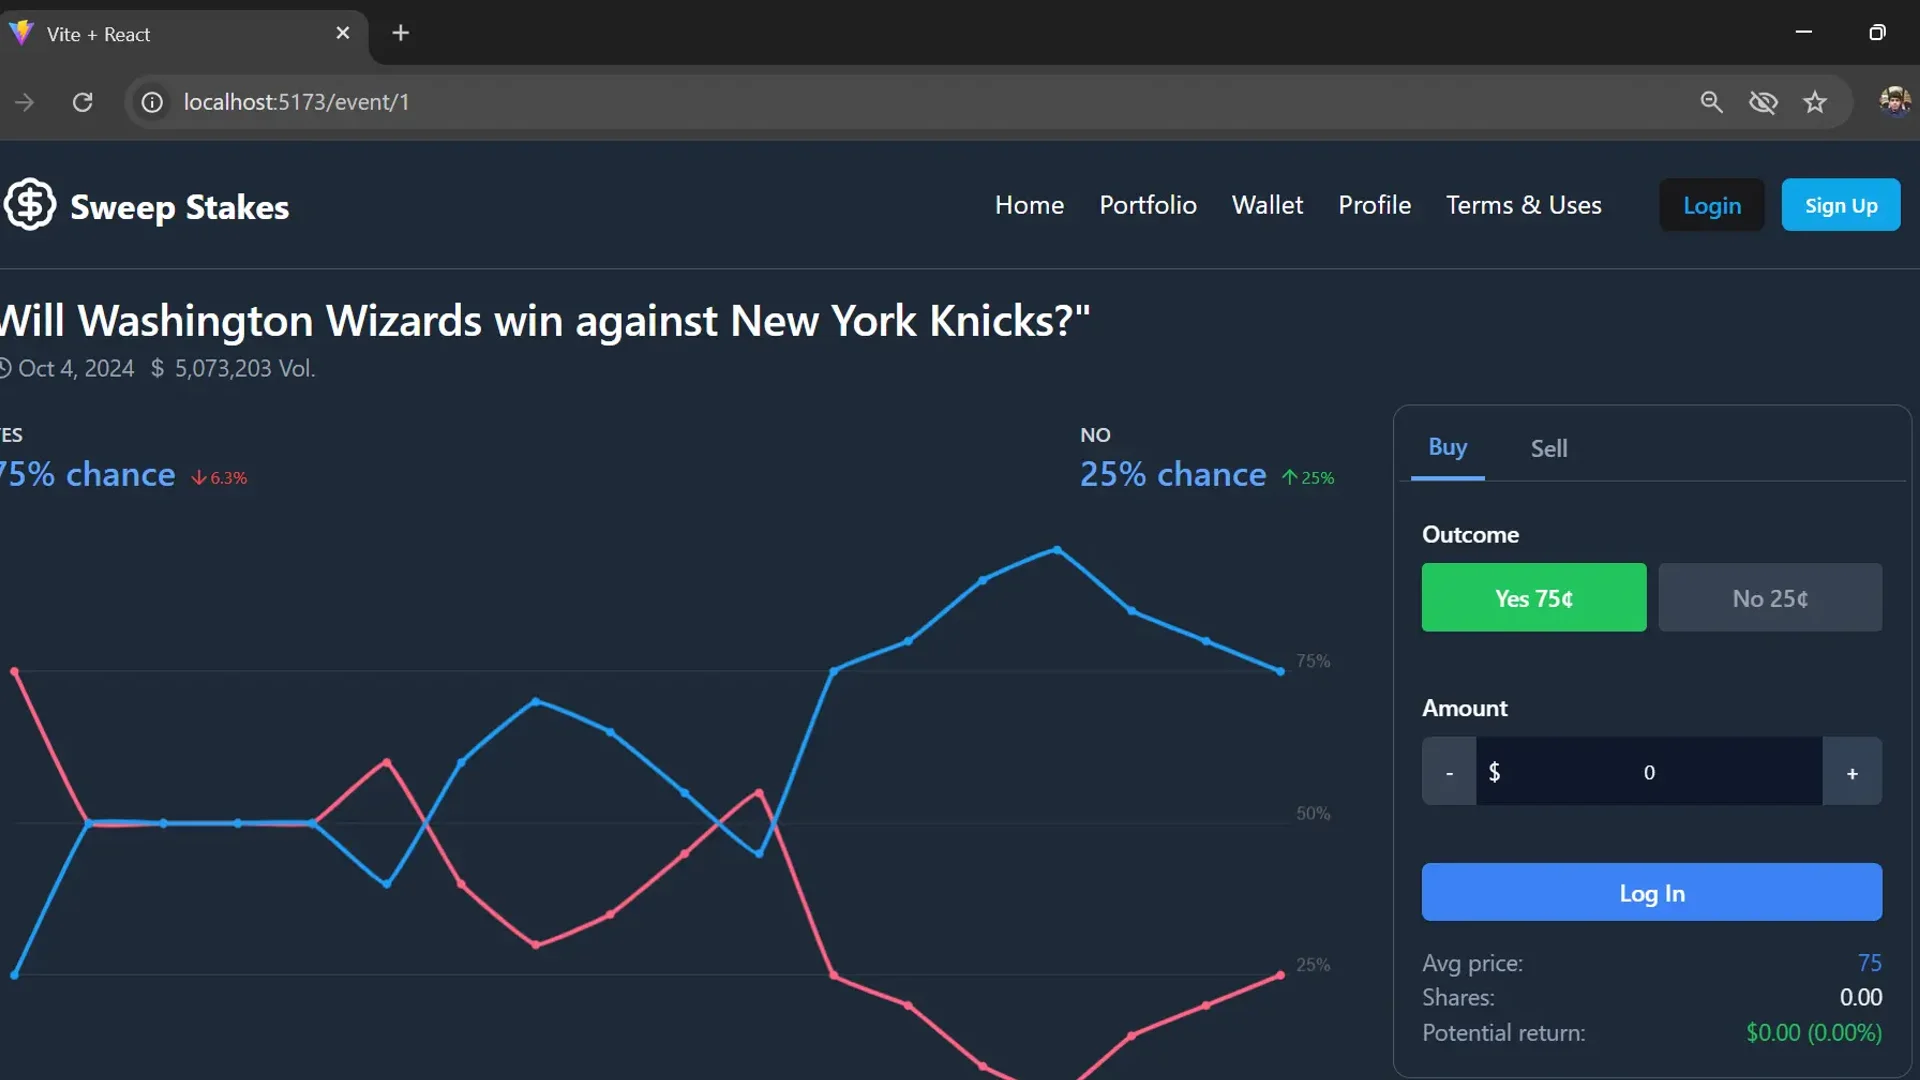 Vite + React
localhost:5173/event/1
Sweep Stakes
Home Portfolio Wallet Profile Terms & Uses Login Sign Up
Will Washington Wizards win against New York Knicks?"
Oct 4, 2024 $ 5,073,203 Vol.
YES
75% chance 6.3%
NO
25% chance 25%
75%
50%
25%
Buy Sell
Outcome
Yes 75¢ No 25¢
Amount
- $ 0 +
Log In
Avg price: 75
Shares: 0.00
Potential return: $0.00 (0.00%)